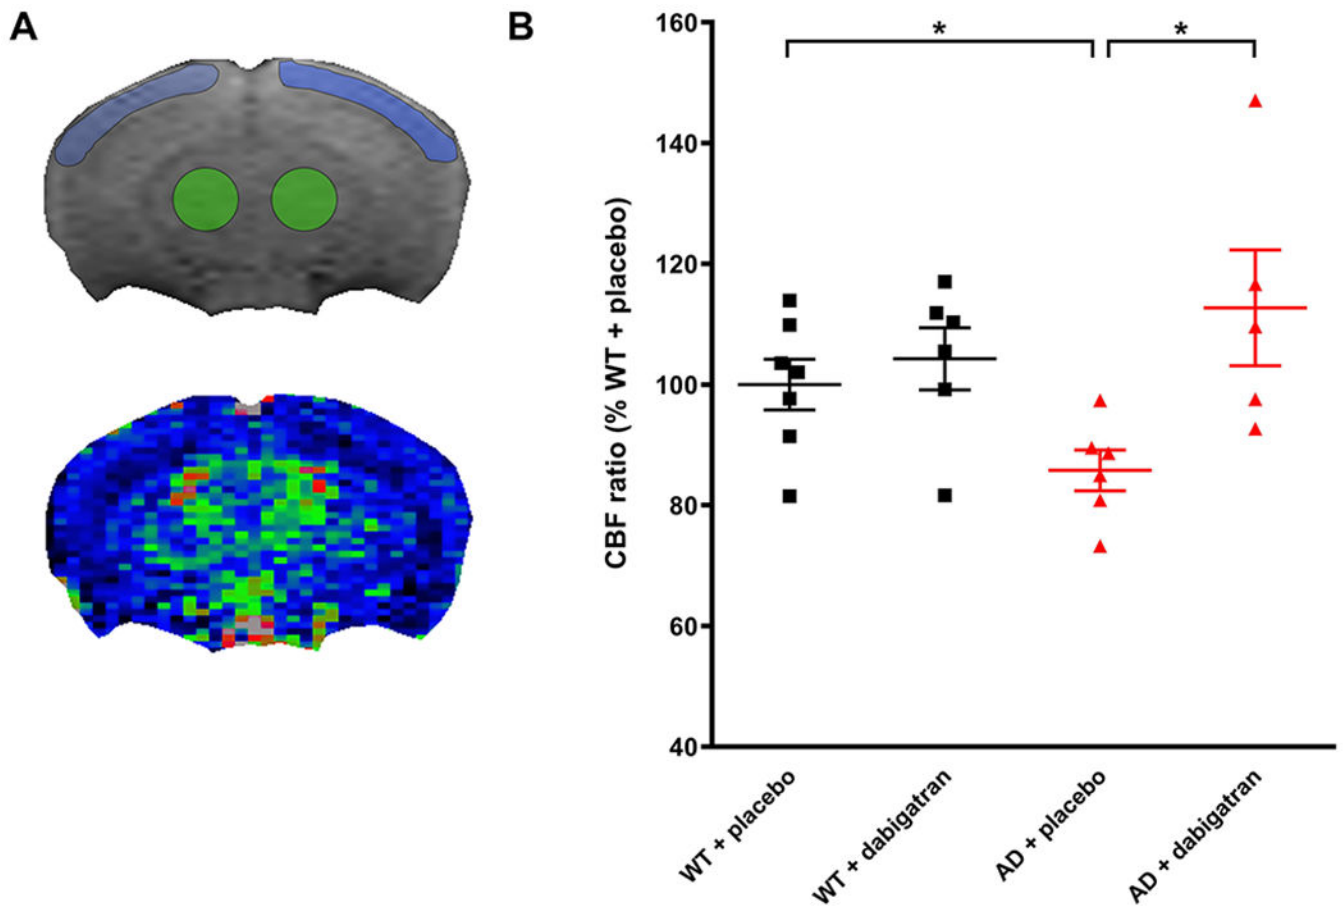 A
B
* *
160
140
120
100
80
60
40
CBF ratio (% WT + placebo)
WT + placebo
WT + dabigatran
AD + placebo
AD + dabigatran